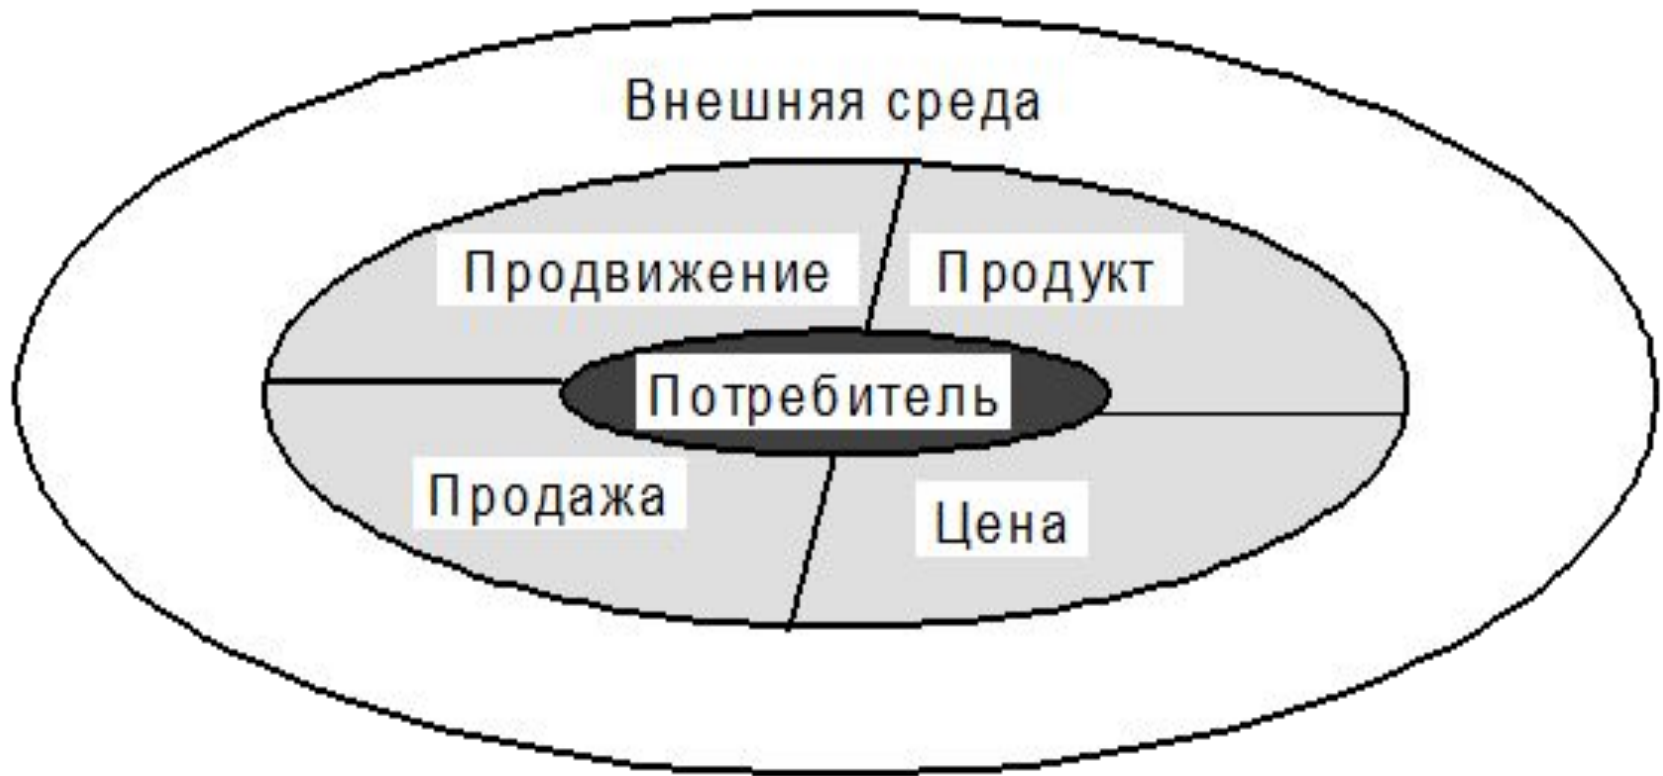 Внешняя среда
Продвижение
Продукт
Потребитель
Продажа
Цена